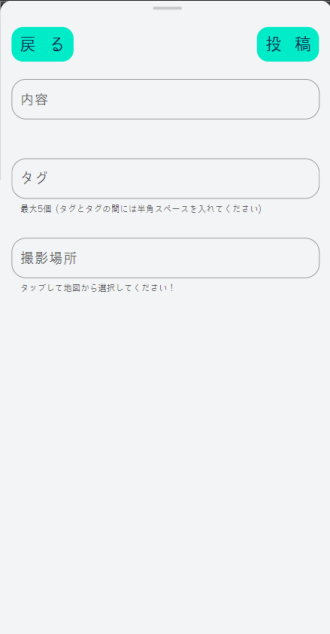 戻る
投稿
内容
タグ
最大5個 (タグとタグの間には半角スペースを入れてください)
撮影場所
タップして地図から選択してください！